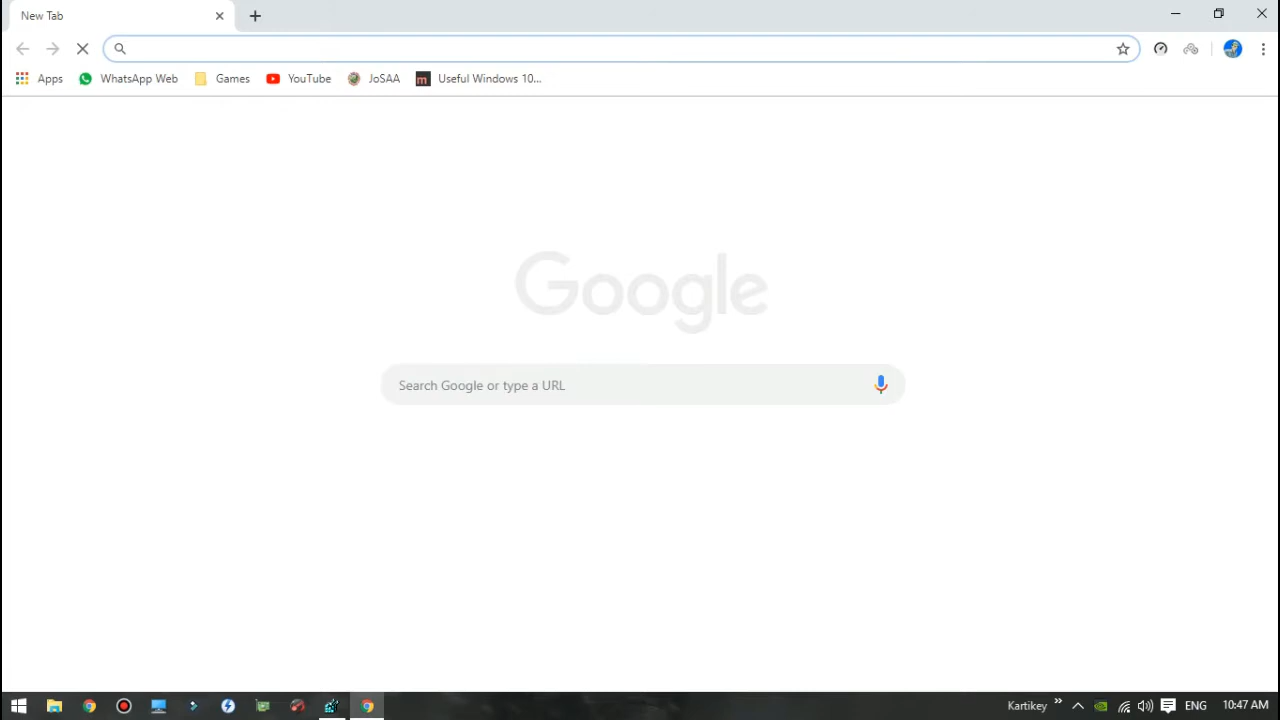 New Tab
Apps
WhatsApp Web
Games
YouTube
JoSAA
m
Useful Windows 10...
Google
Search Google or type a URL
Kartikey
ENG
10:47 AM